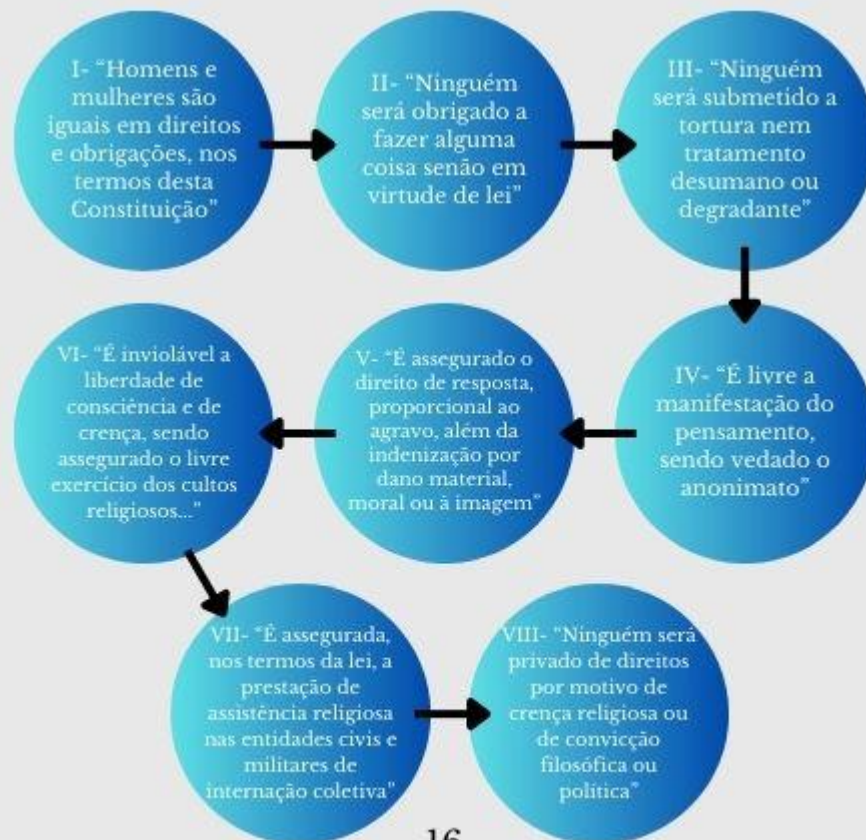 I- “Homens e
mulheres são
iguais em direitos
e obrigações, nos
termos desta
Constituição”
II- “Ninguém
será obrigado a
fazer alguma
coisa senão em
virtude de lei”
III- “Ninguém
será submetido a
tortura nem
tratamento
desumano ou
degradante”
IV- “É livre a
manifestação do
pensamento,
sendo vedado o
anonimato”
V- “É assegurado o
direito de resposta,
proporcional ao
agravo, além da
indenização por
dano material,
moral ou à imagem”
VI- “É inviolável a
liberdade de
consciência e de
crença, sendo
assegurado o livre
exercício dos cultos
religiosos...”
VII- “É assegurada,
nos termos da lei, a
prestação de
assistência religiosa
nas entidades civis e
militares de
internação coletiva”
VIII- “Ninguém será
privado de direitos
por motivo de
crença religiosa ou
de convicção
filosófica ou
política”
16